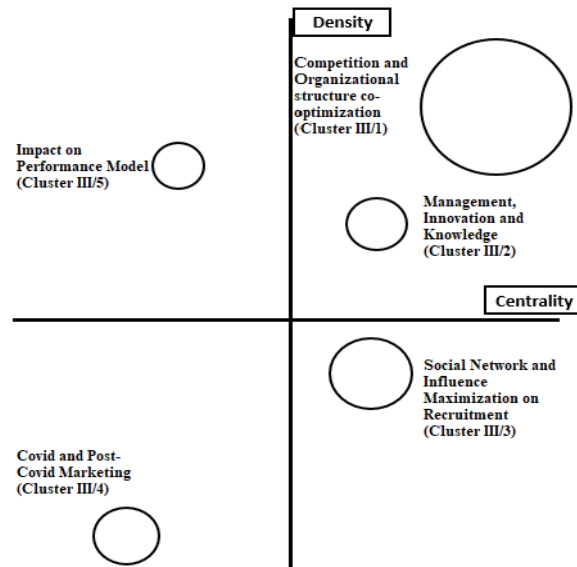 Density
Competition and
Organizational
structure co-
optimization
(Cluster III/1)
Impact on
Performance Model
(Cluster III/5)
Management,
Innovation and
Knowledge
(Cluster III/2)
Centrality
Social Network and
Influence
Maximization on
Recruitment
(Cluster III/3)
Covid and Post-
Covid Marketing
(Cluster III/4)